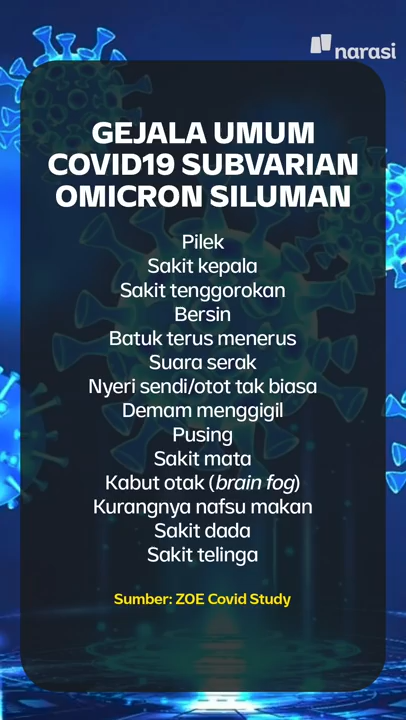 narasi
GEJALA UMUM
COVID19 SUBVARIAN
OMICRON SILUMAN
Pilek
Sakit kepala
Sakit tenggorokan
Bersin
Batuk terus menerus
Suara serak
Nyeri sendi/otot tak biasa
Demam menggigil
Pusing
Sakit mata
Kabut otak (brain fog)
Kurangnya nafsu makan
Sakit dada
Sakit telinga
Sumber: ZOE Covid Study